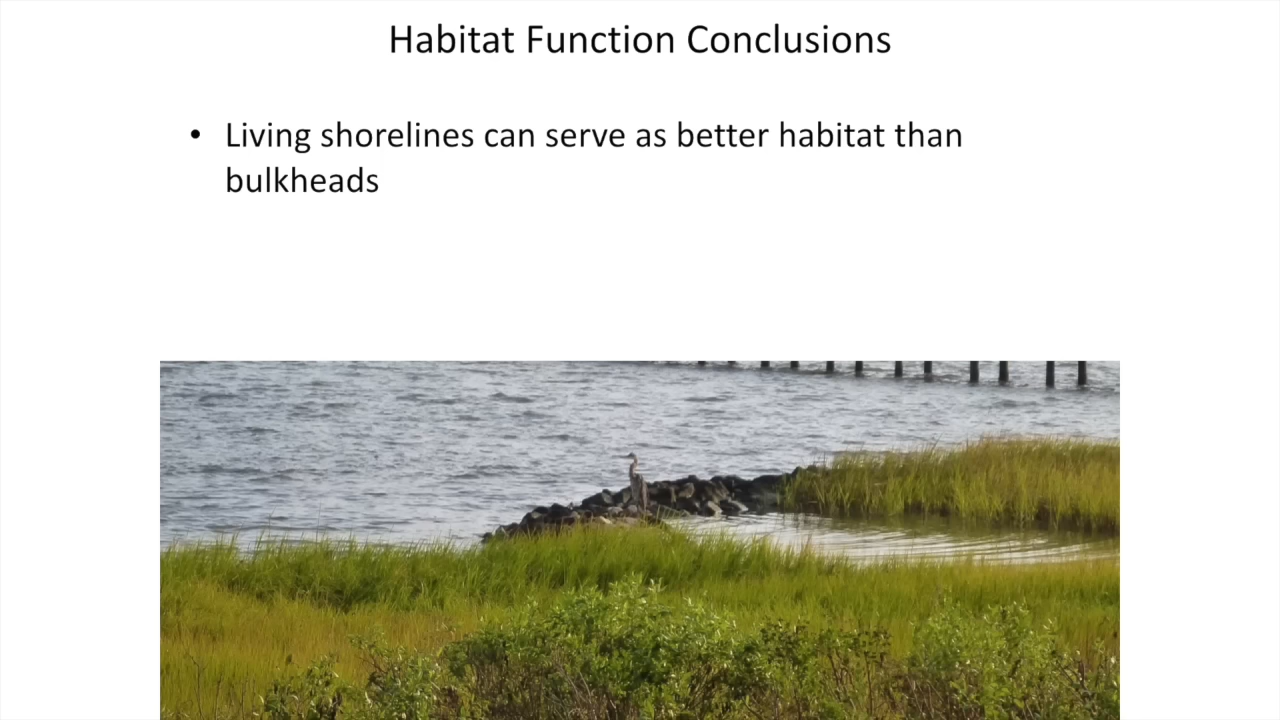 Habitat Function Conclusions
• Living shorelines can serve as better habitat than
bulkheads